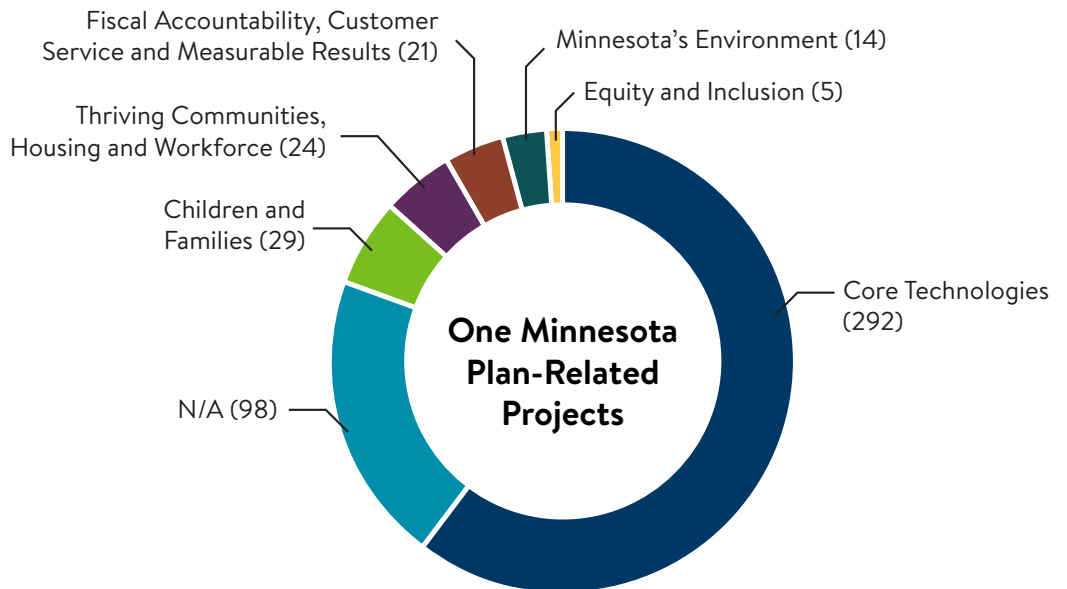 Fiscal Accountability, Customer
Service and Measurable Results (21)
Minnesota’s Environment (14)
Equity and Inclusion (5)
Thriving Communities,
Housing and Workforce (24)
Children and
Families (29)
Core Technologies
(292)
One Minnesota
Plan-Related
Projects
N/A (98)